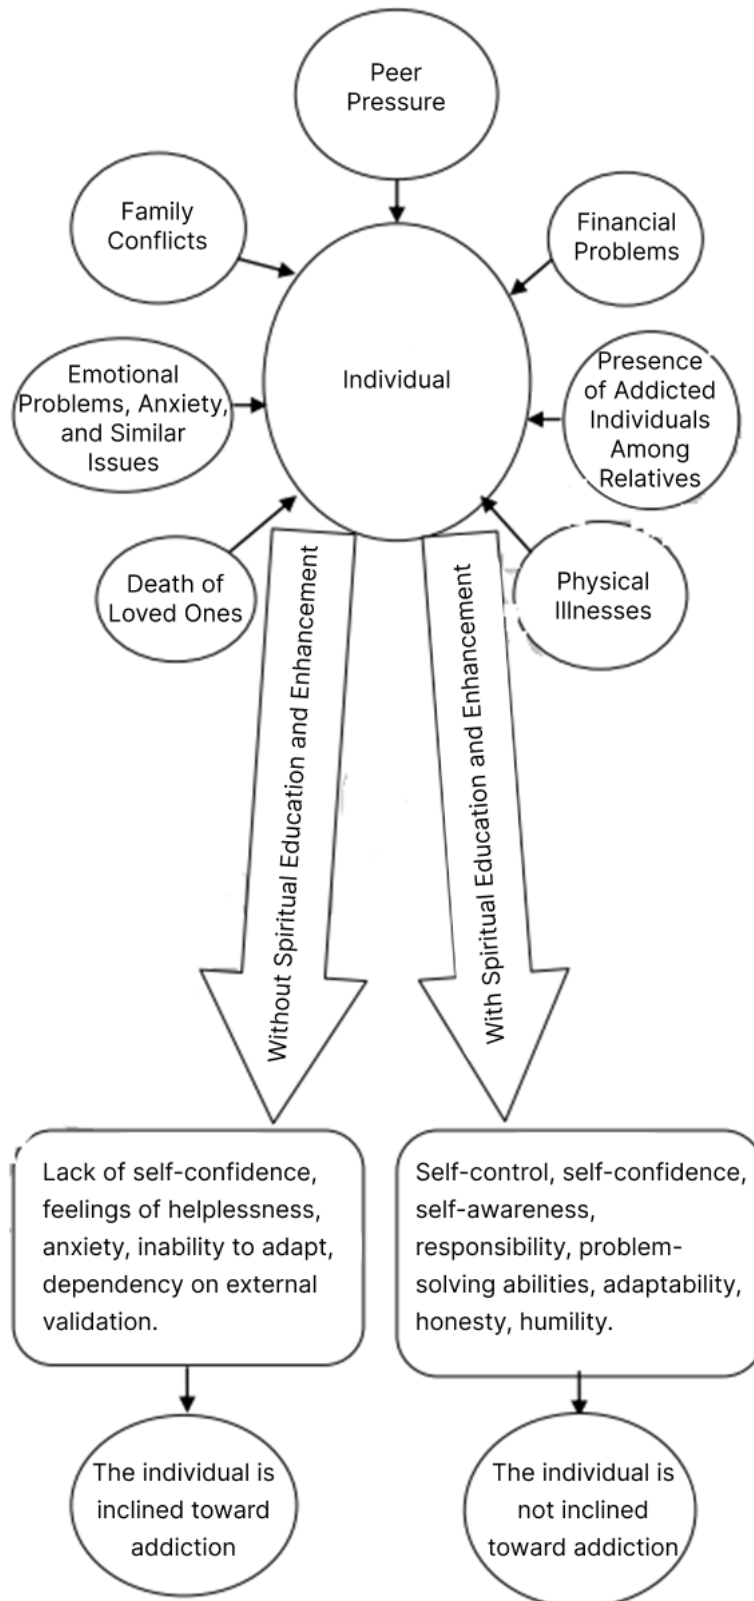 Peer
Pressure
Family
Conflicts
Financial
Problems
Individual
Emotional
Problems, Anxiety,
and Similar
Issues
Presence
of Addicted
Individuals
Among
Relatives
Death of
Loved Ones
Physical
Illnesses
Without Spiritual Education and Enhancement
With Spiritual Education and Enhancement
Lack of self-confidence,
feelings of helplessness,
anxiety, inability to adapt,
dependency on external
validation.
Self-control, self-confidence,
self-awareness,
responsibility, problem-
solving abilities, adaptability,
honesty, humility.
The individual is
inclined toward
addiction
The individual is
not inclined
toward addiction